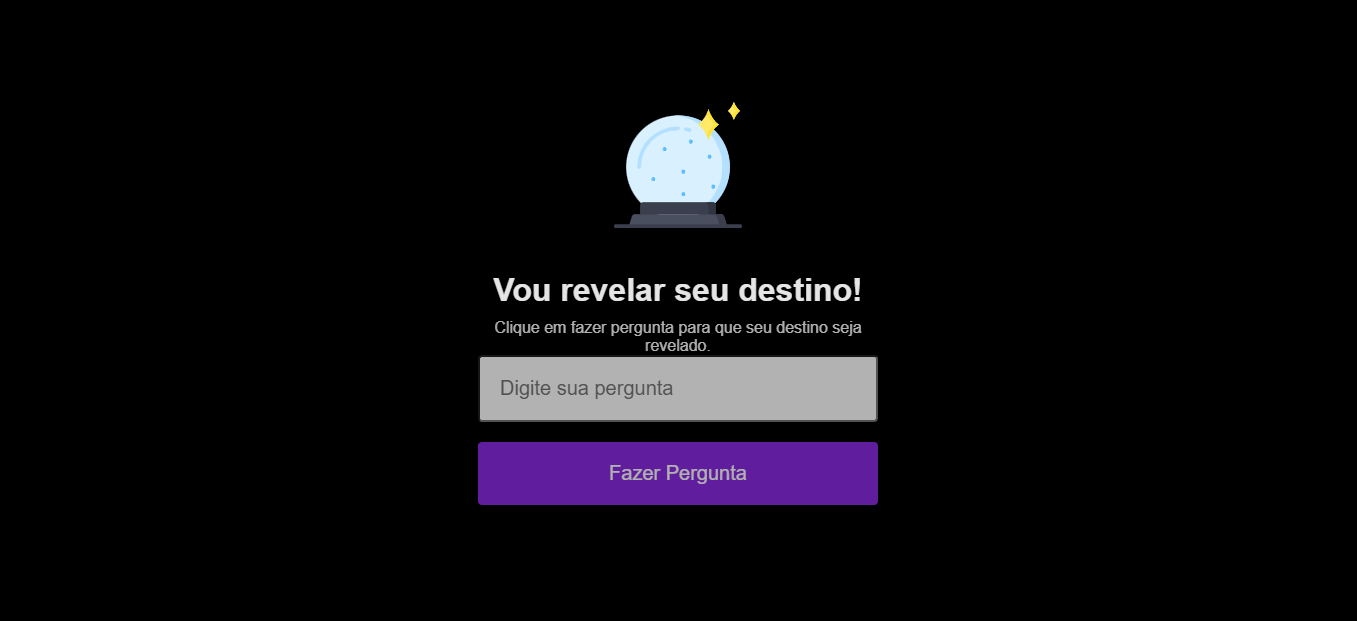 Vou revelar seu destino!
Clique em fazer pergunta para que seu destino seja
revelado.
Digite sua pergunta
Fazer Pergunta